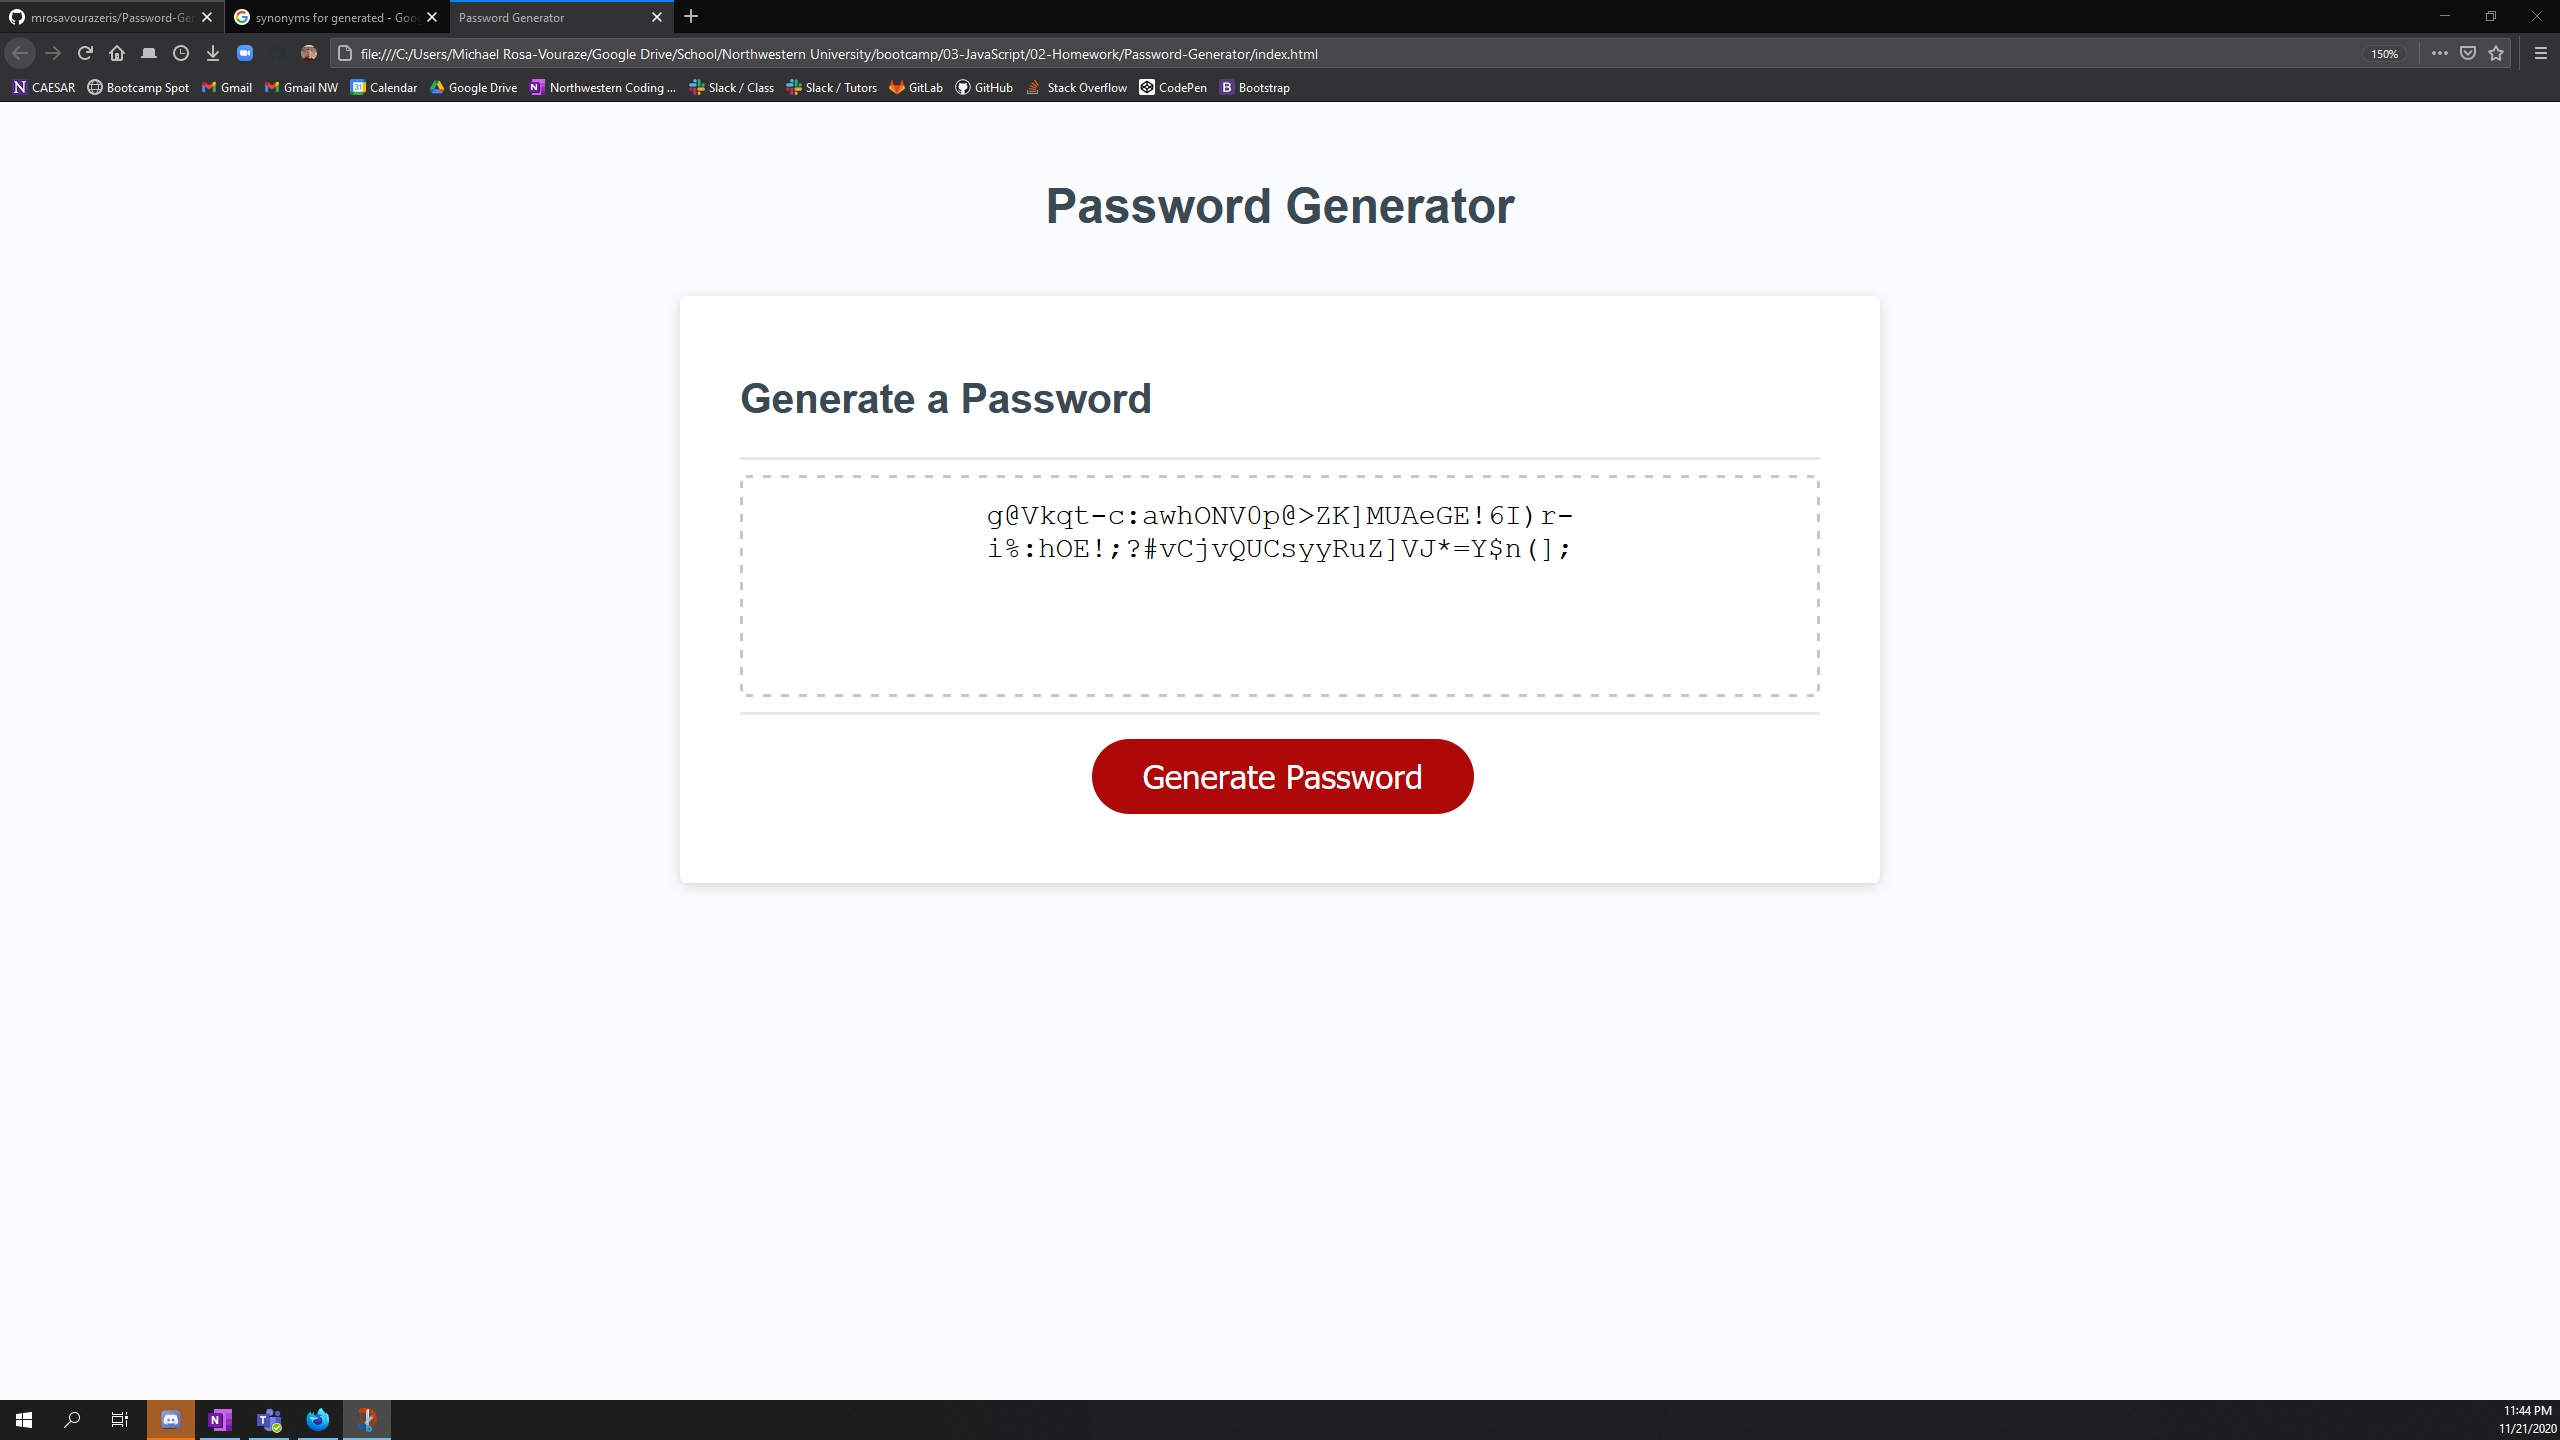 mrosavourazeris/Password-Ge
synonyms for generated - Goo
Password Generator
file:///C:/Users/Michael Rosa-Vouraze/Google Drive/School/Northwestern University/bootcamp/03-JavaScript/02-Homework/Password-Generator/index.html
150%
CAESAR
Bootcamp Spot
Gmail
Gmail NW
Calendar
Google Drive
Northwestern Coding ...
Slack / Class
Slack / Tutors
GitLab
GitHub
Stack Overflow
CodePen
Bootstrap
Password Generator
Generate a Password
g@Vkqt-c:awhONV0p@>ZK]MUAeGE!6I)r-
i%:hOE!;?#vCjvQUCsyyRuZ]VJ*=Y$n(];
Generate Password
11:44 PM
11/21/2020